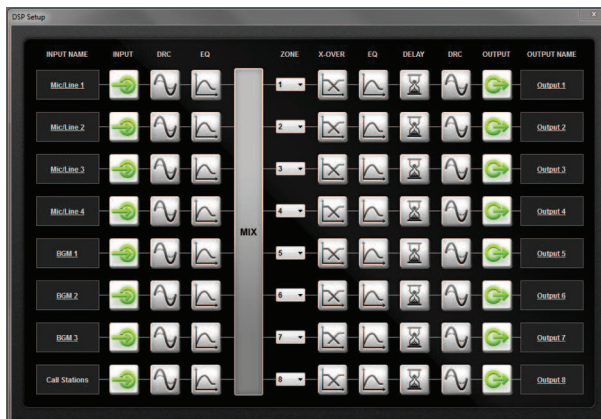 DSP Setup x
INPUT NAME INPUT DRC EQ ZONE X-OVER EQ DELAY DRC OUTPUT OUTPUT NAME
Mic/Line 1 1 Output 1
Mic/Line 2 2 Output 2
Mic/Line 3 3 Output 3
Mic/Line 4 4 Output 4
MIX
BGM 1 5 Output 5
BGM 2 6 Output 6
BGM 3 7 Output 7
Call Stations 8 Output 8